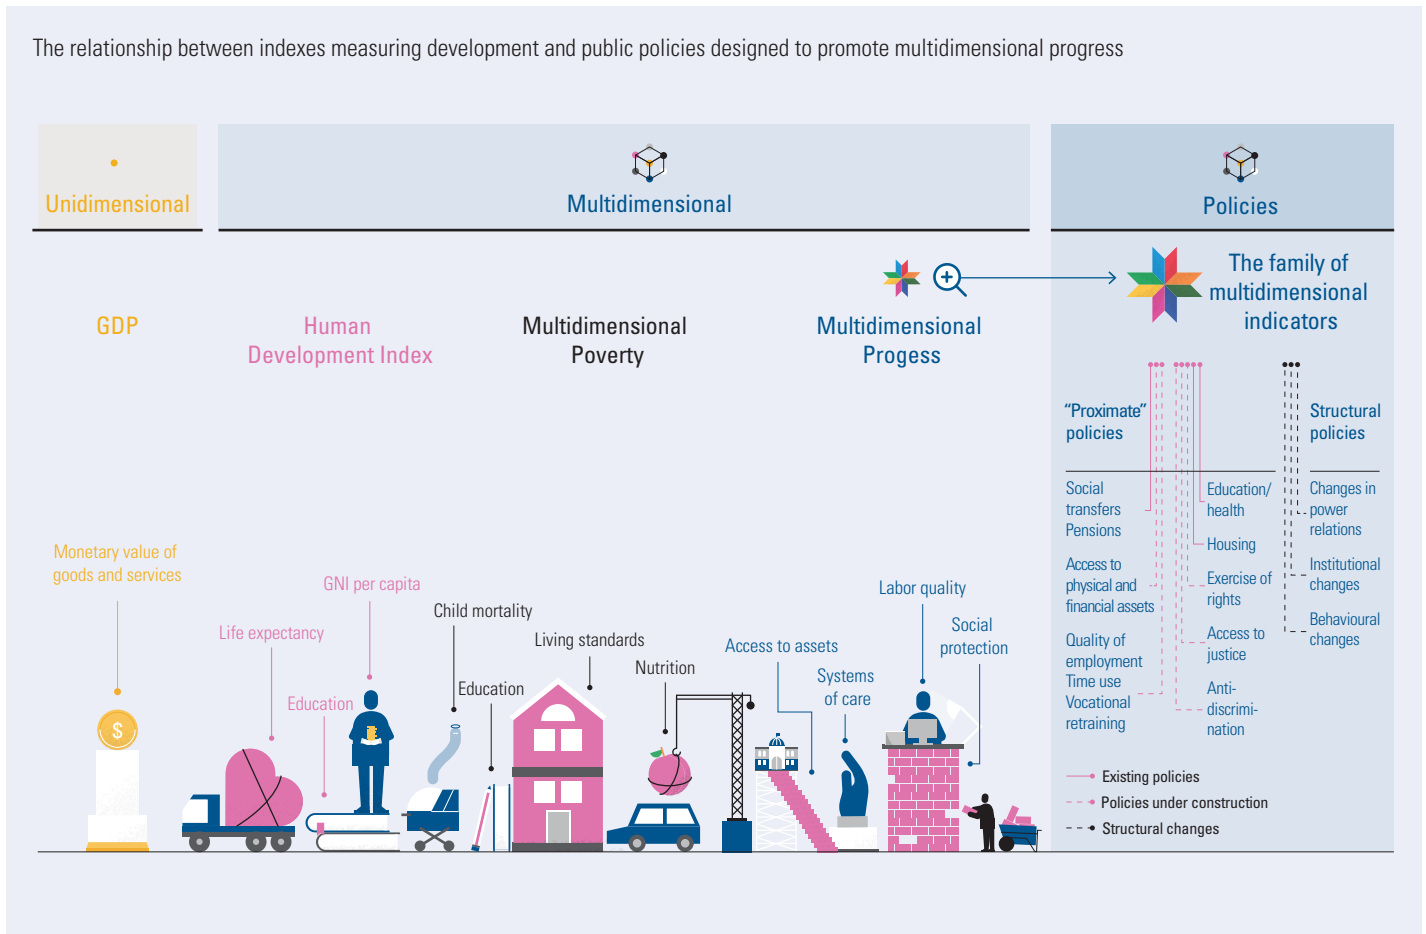 The relationship between indexes measuring development and public policies designed to promote multidimensional progress
Unidimensional
Multidimensional
Policies
GDP
Human
Development Index
Multidimensional
Poverty
Multidimensional
Progess
The family of
multidimensional
indicators
Monetary value of
goods and services
$
Life expectancy
Education
GNI per capita
Child mortality
Education
Living standards
Nutrition
Access to assets
Systems
of care
Labor quality
Social
protection
“Proximate”
policies
Social
transfers
Pensions
Access to
physical and
financial assets
Quality of
employment
Time use
Vocational
retraining
Education/
health
Housing
Exercise of
rights
Access to
justice
Anti-
discrimi-
nation
Structural
policies
Changes in
power
relations
Institutional
changes
Behavioural
changes
Existing policies
Policies under construction
Structural changes